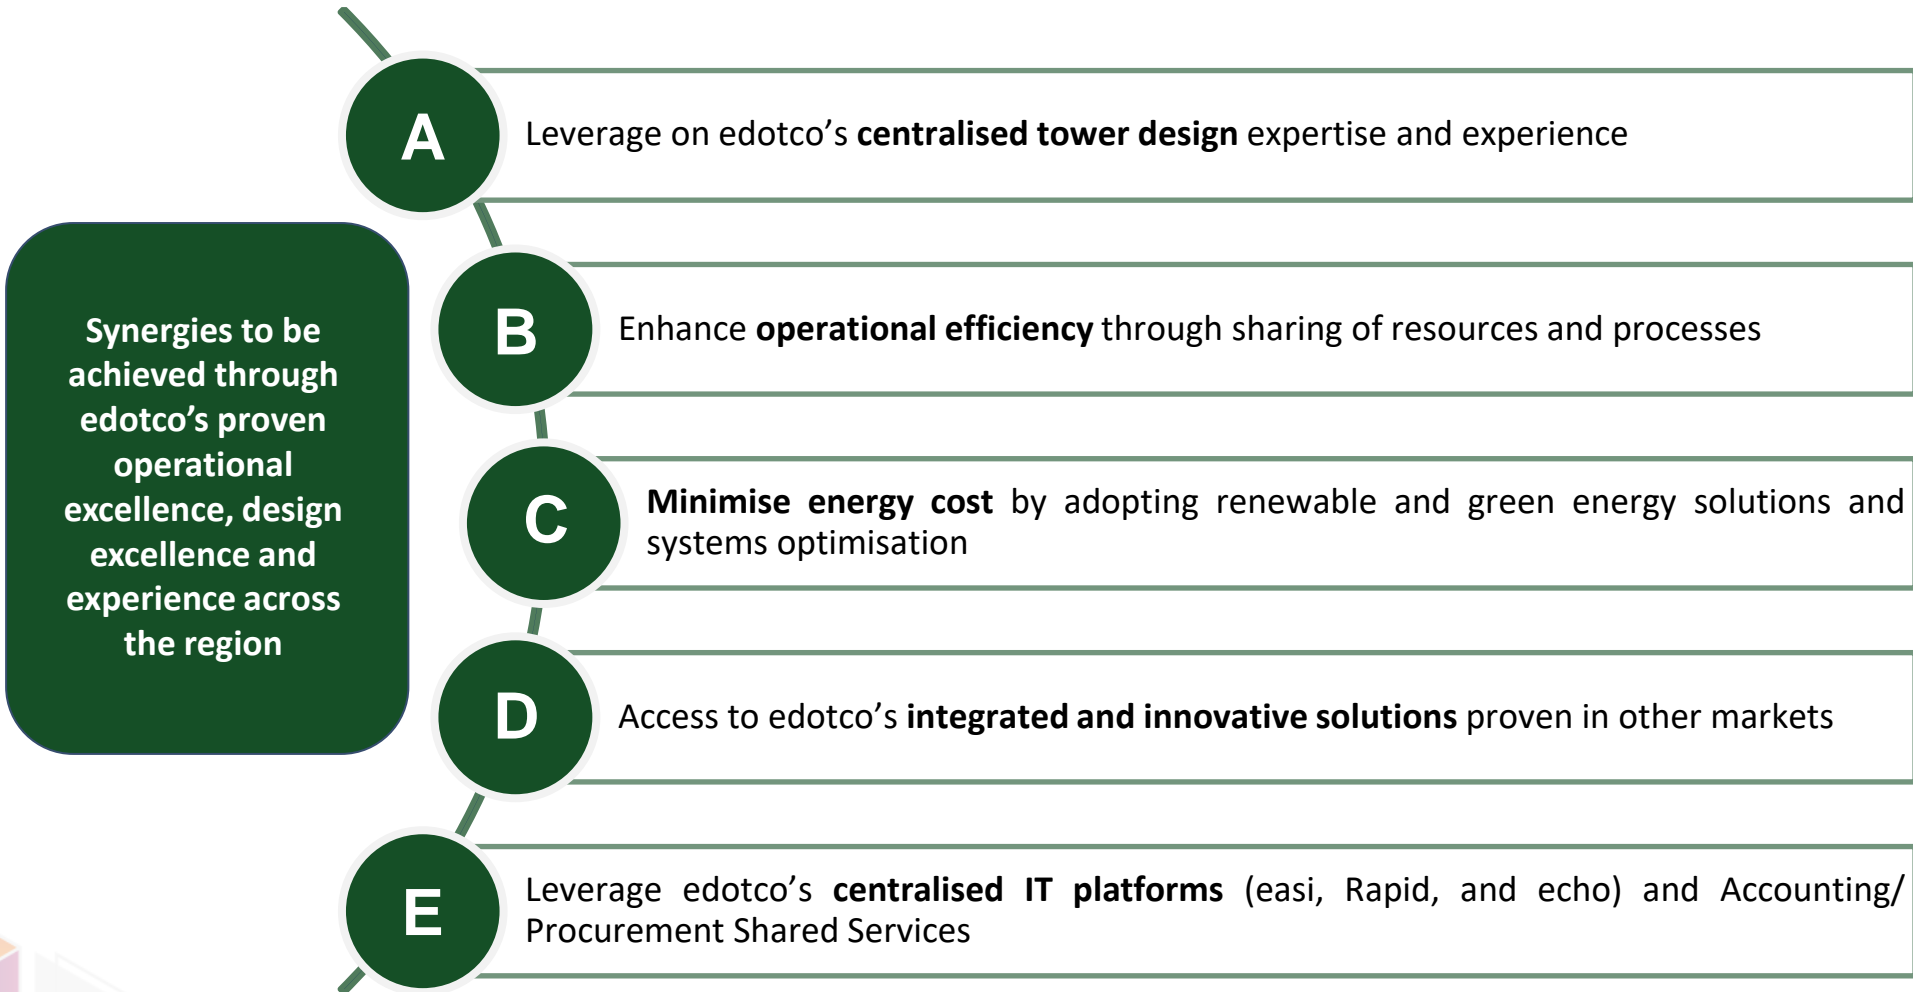 Synergies to be
achieved through
edotco’s proven
operational
excellence, design
excellence and
experience across
the region
A
Leverage on edotco’s centralised tower design expertise and experience
B
Enhance operational efficiency through sharing of resources and processes
C
Minimise energy cost by adopting renewable and green energy solutions and
systems optimisation
D
Access to edotco’s integrated and innovative solutions proven in other markets
E
Leverage edotco’s centralised IT platforms (easi, Rapid, and echo) and Accounting/
Procurement Shared Services